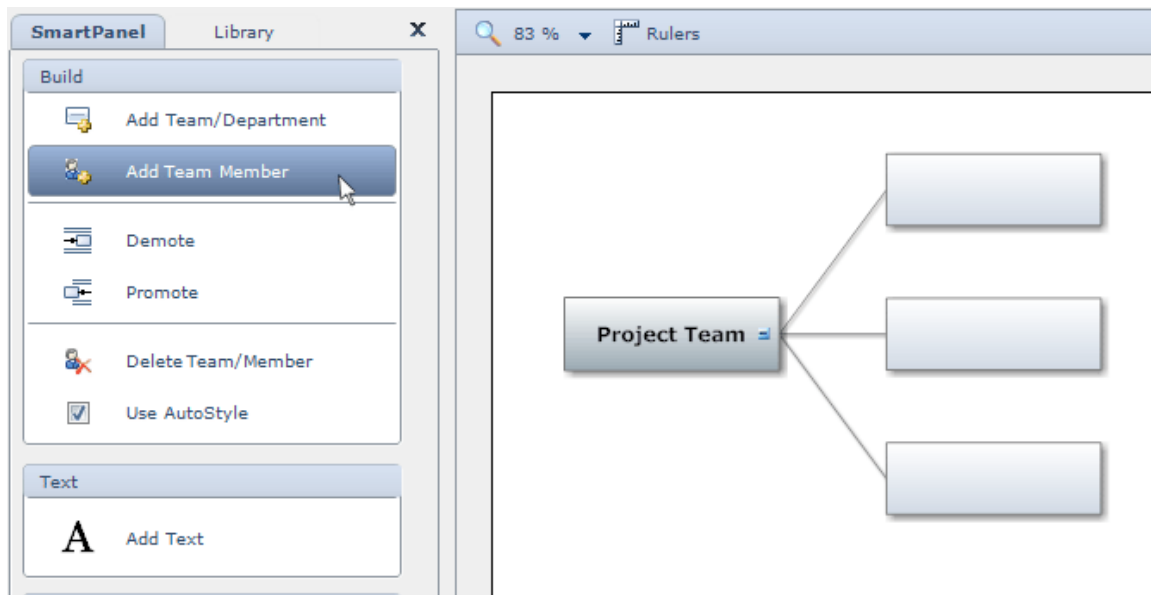 SmartPanel
Library
X
83 %
Rulers
Build
Add Team/Department
Add Team Member
Demote
Promote
Delete Team/Member
Use AutoStyle
Text
A
Add Text
Project Team